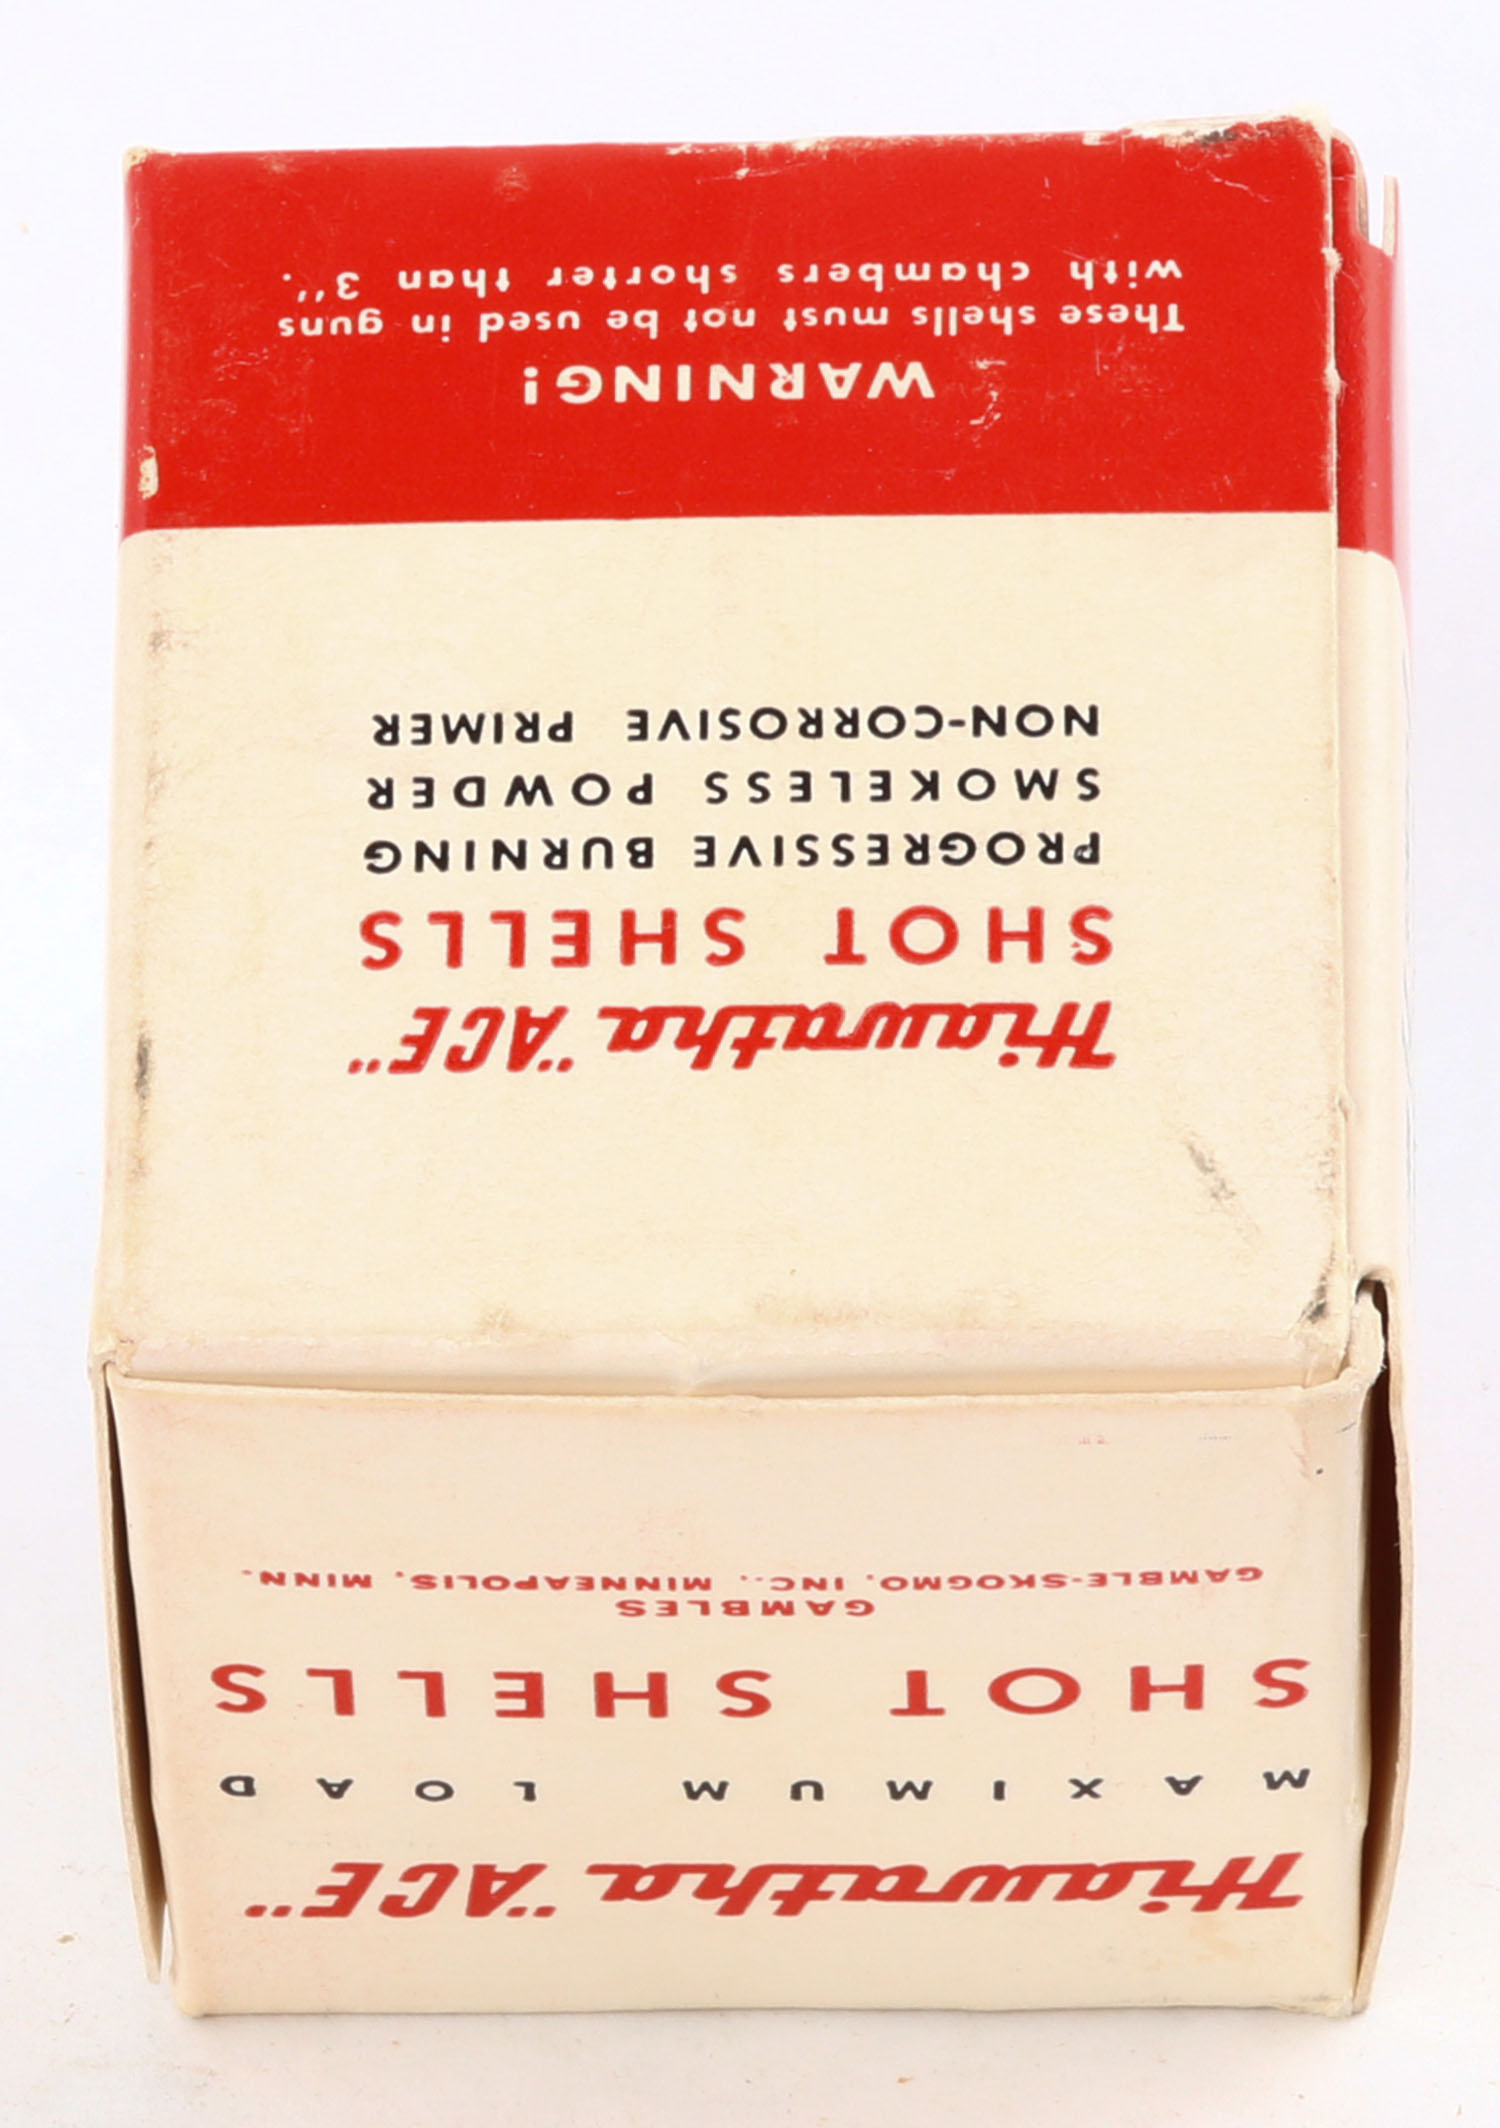 Hiawatha "ACE"
MAXIMUM LOAD
SHOT SHELLS
GAMBLES
GAMBLE-SKOGMO, INC., MINNEAPOLIS, MINN.
Hiawatha "ACE"
SHOT SHELLS
PROGRESSIVE BURNING
SMOKELESS POWDER
NON-CORROSIVE PRIMER
WARNING!
These shells must not be used in guns
with chambers shorter than 3".